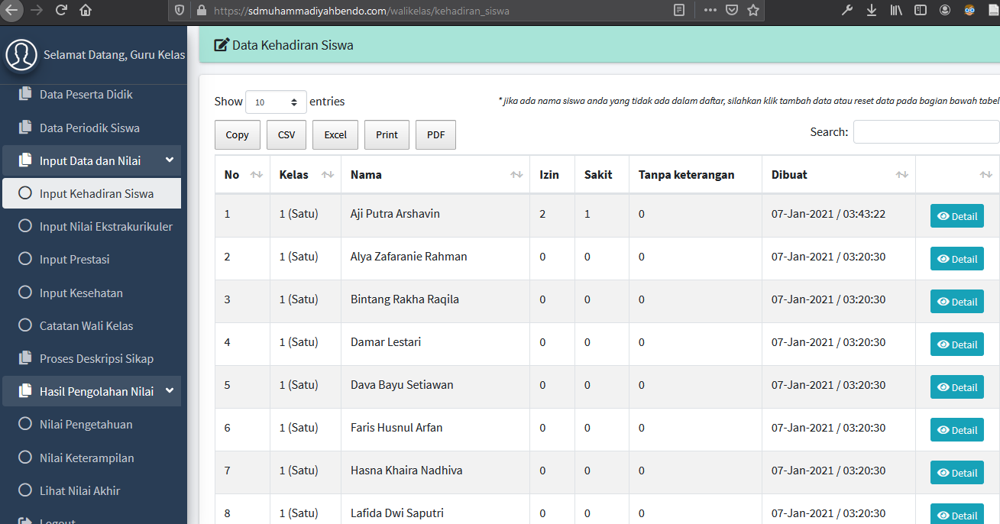 https://sdmuhammadiyahbendo.com/walikelas/kehadiran_siswa
Selamat Datang, Guru Kelas
Data Peserta Didik
Data Periodik Siswa
Input Data dan Nilai
Input Kehadiran Siswa
Input Nilai Ekstrakurikuler
Input Prestasi
Input Kesehatan
Catatan Wali Kelas
Proses Deskripsi Sikap
Hasil Pengolahan Nilai
Nilai Pengetahuan
Nilai Keterampilan
Lihat Nilai Akhir
Logout
Data Kehadiran Siswa
Show 10 entries
* jika ada nama siswa anda yang tidak ada dalam daftar, silahkan klik tambah data atau reset data pada bagian bawah tabel
Copy CSV Excel Print PDF
Search:
No Kelas Nama Izin Sakit Tanpa keterangan Dibuat
1 1 (Satu) Aji Putra Arshavin 2 1 0 07-Jan-2021 / 03:43:22 Detail
2 1 (Satu) Alya Zafaranie Rahman 0 0 0 07-Jan-2021 / 03:20:30 Detail
3 1 (Satu) Bintang Rakha Raqila 0 0 0 07-Jan-2021 / 03:20:30 Detail
4 1 (Satu) Damar Lestari 0 0 0 07-Jan-2021 / 03:20:30 Detail
5 1 (Satu) Dava Bayu Setiawan 0 0 0 07-Jan-2021 / 03:20:30 Detail
6 1 (Satu) Faris Husnul Arfan 0 0 0 07-Jan-2021 / 03:20:30 Detail
7 1 (Satu) Hasna Khaira Nadhiva 0 0 0 07-Jan-2021 / 03:20:30 Detail
8 1 (Satu) Lafida Dwi Saputri 0 0 0 07-Jan-2021 / 03:20:30 Detail